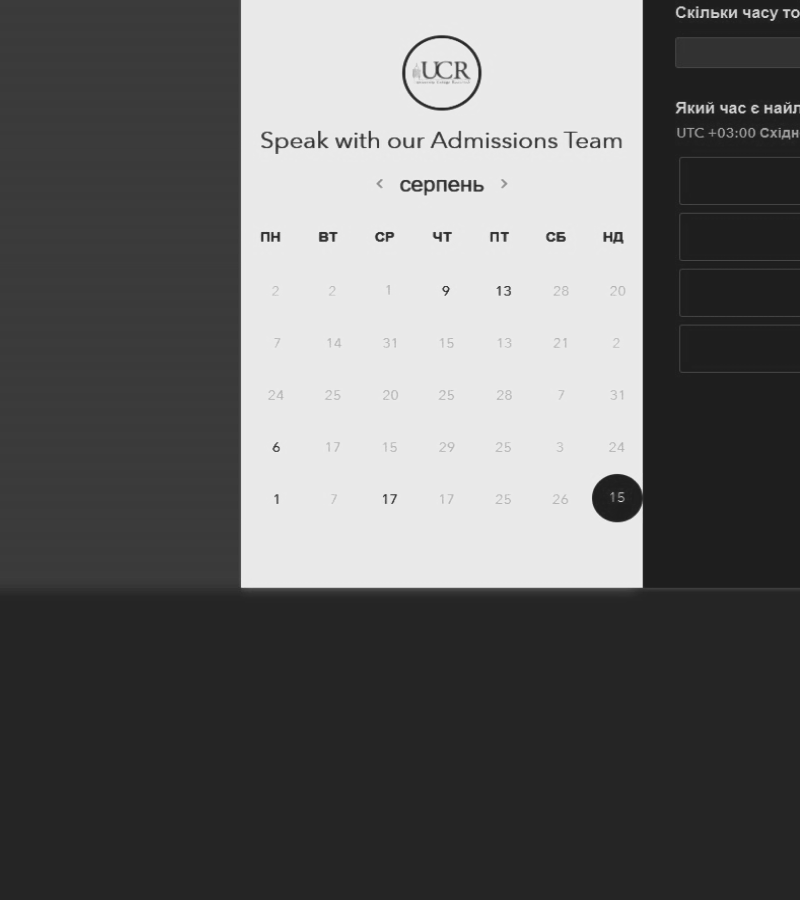 UCR
Speak with our Admissions Team
< серпень >
ПН ВТ СР ЧТ ПТ СБ НД
2 2 1 9 13 28 20
7 14 31 15 13 21 2
24 25 20 25 28 7 31
6 17 15 29 25 3 24
1 7 17 17 25 26 15
Скільки часу то
Який час є найл
UTC +03:00 Східн